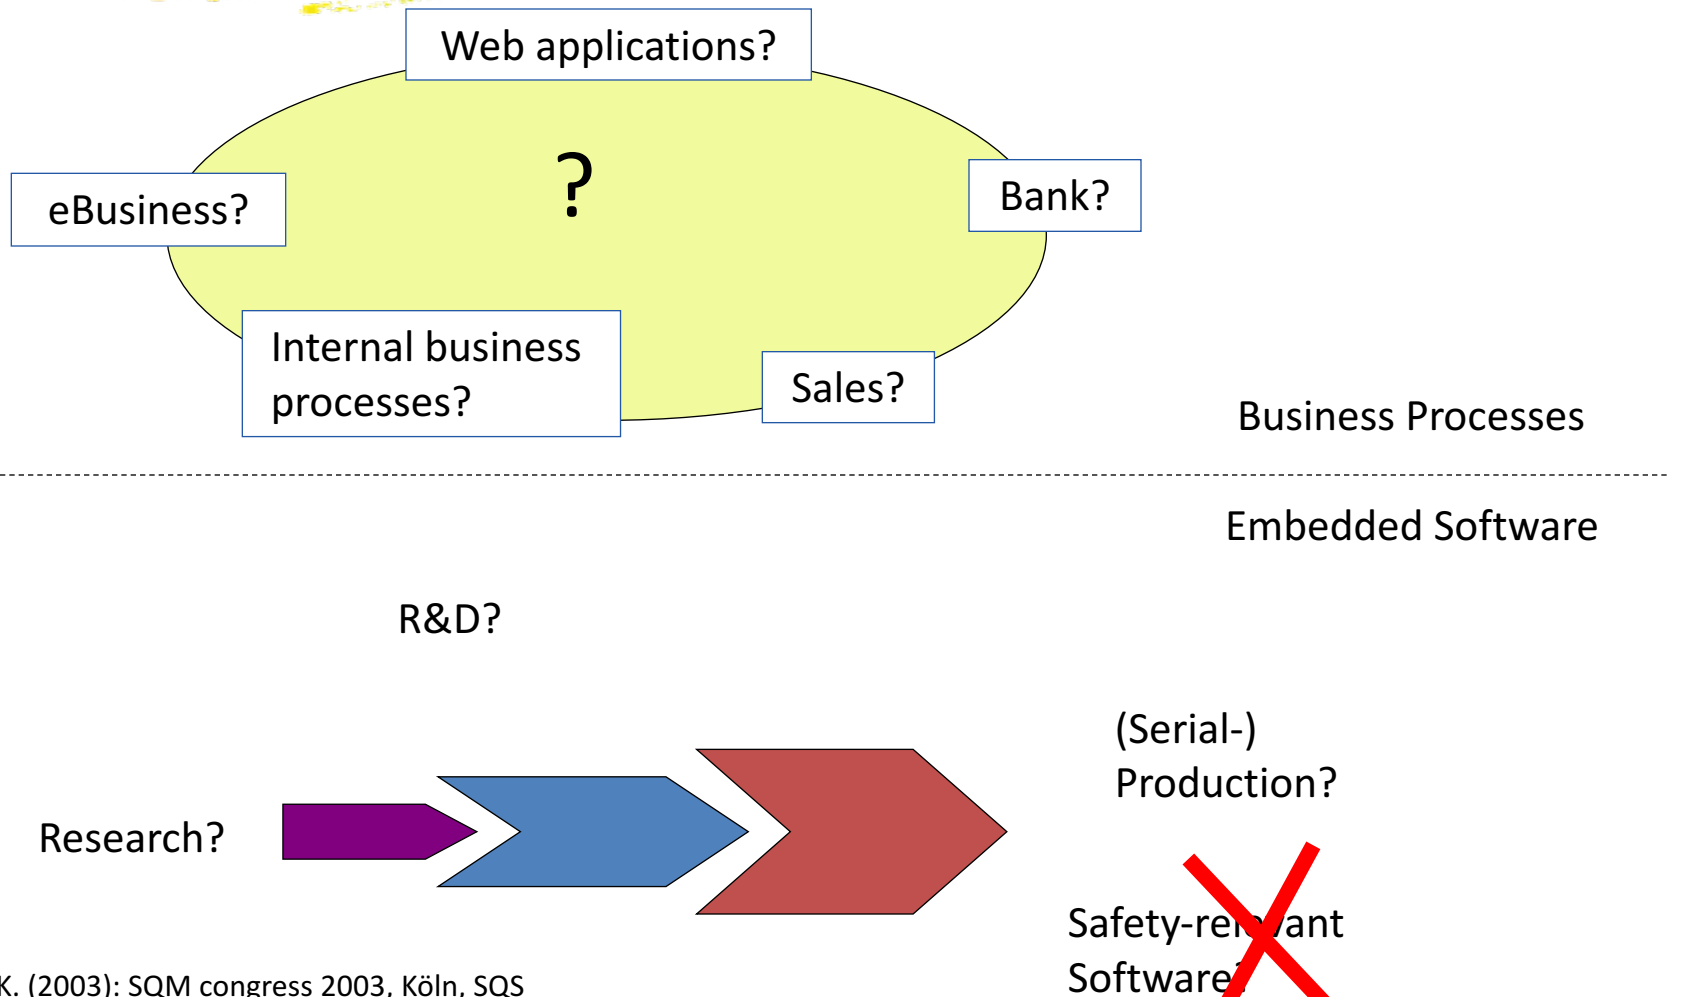 Web applications?
?
eBusiness?
Bank?
Internal business
processes?
Sales?
Business Processes
Embedded Software
R&D?
(Serial-)
Production?
Research?
Safety-relevant
Software?
K. (2003): SQM congress 2003, Köln, SQS